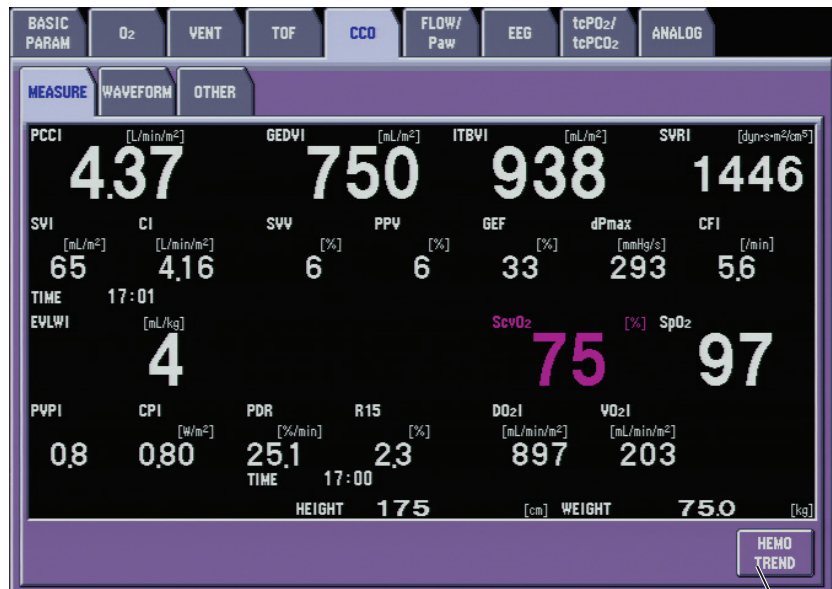 BASIC PARAM O₂ VENT TOF CCO FLOW/ Paw EEG tcPO₂/ tcPCO₂ ANALOG
MEASURE WAVEFORM OTHER
PCCI [L/min/m²] GEDVI [mL/m²] ITBVI [mL/m²] SVRI [dyn·s·m²/cm⁵]
4.37 750 938 1446
SVI CI SVV PPV GEF dPmax CFI
[mL/m²] [L/min/m²] [%] [%] [%] [mmHg/s] [/min]
65 4.16 6 6 33 293 5.6
TIME 17:01
EVLWI [mL/kg] ScvO₂ [%] SpO₂
4 75 97
PVPI CPI PDR R15 DO₂I VO₂I
[W/m²] [%/min] [%] [mL/min/m²] [mL/min/m²]
0.8 0.80 25.1 2.3 897 203
TIME 17:00
HEIGHT 175 [cm] WEIGHT 75.0 [kg]
HEMO
TREND